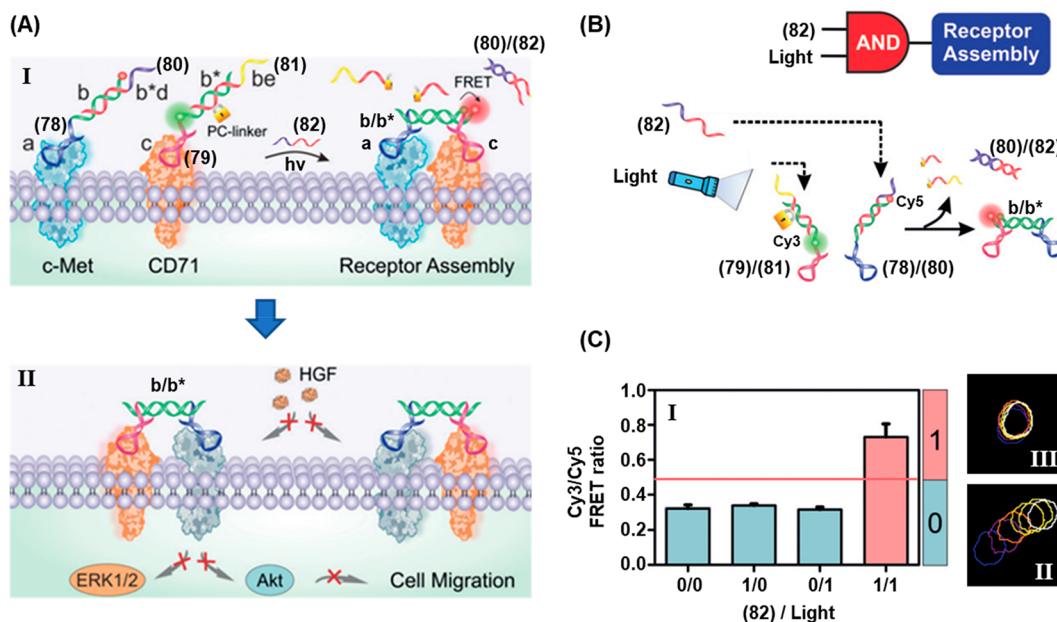 (A)
I
(80)
b
b*d
(78)
a
b*
be
(81)
PC-linker
c
(79)
(82)
hv
(80)/(82)
FRET
b/b*
a
c
c-Met
CD71
Receptor Assembly
II
b/b*
HGF
ERK1/2
Akt
Cell Migration
(B)
(82)
Light
AND
Receptor
Assembly
(82)
Light
(80)/(82)
Cy5
b/b*
Cy3
(79)/(81)
(78)/(80)
(C)
I
Cy3/Cy5
FRET ratio
1.0
0.8
0.6
0.4
0.2
0.0
0/0
1/0
0/1
1/1
(82) / Light
1
0
III
II